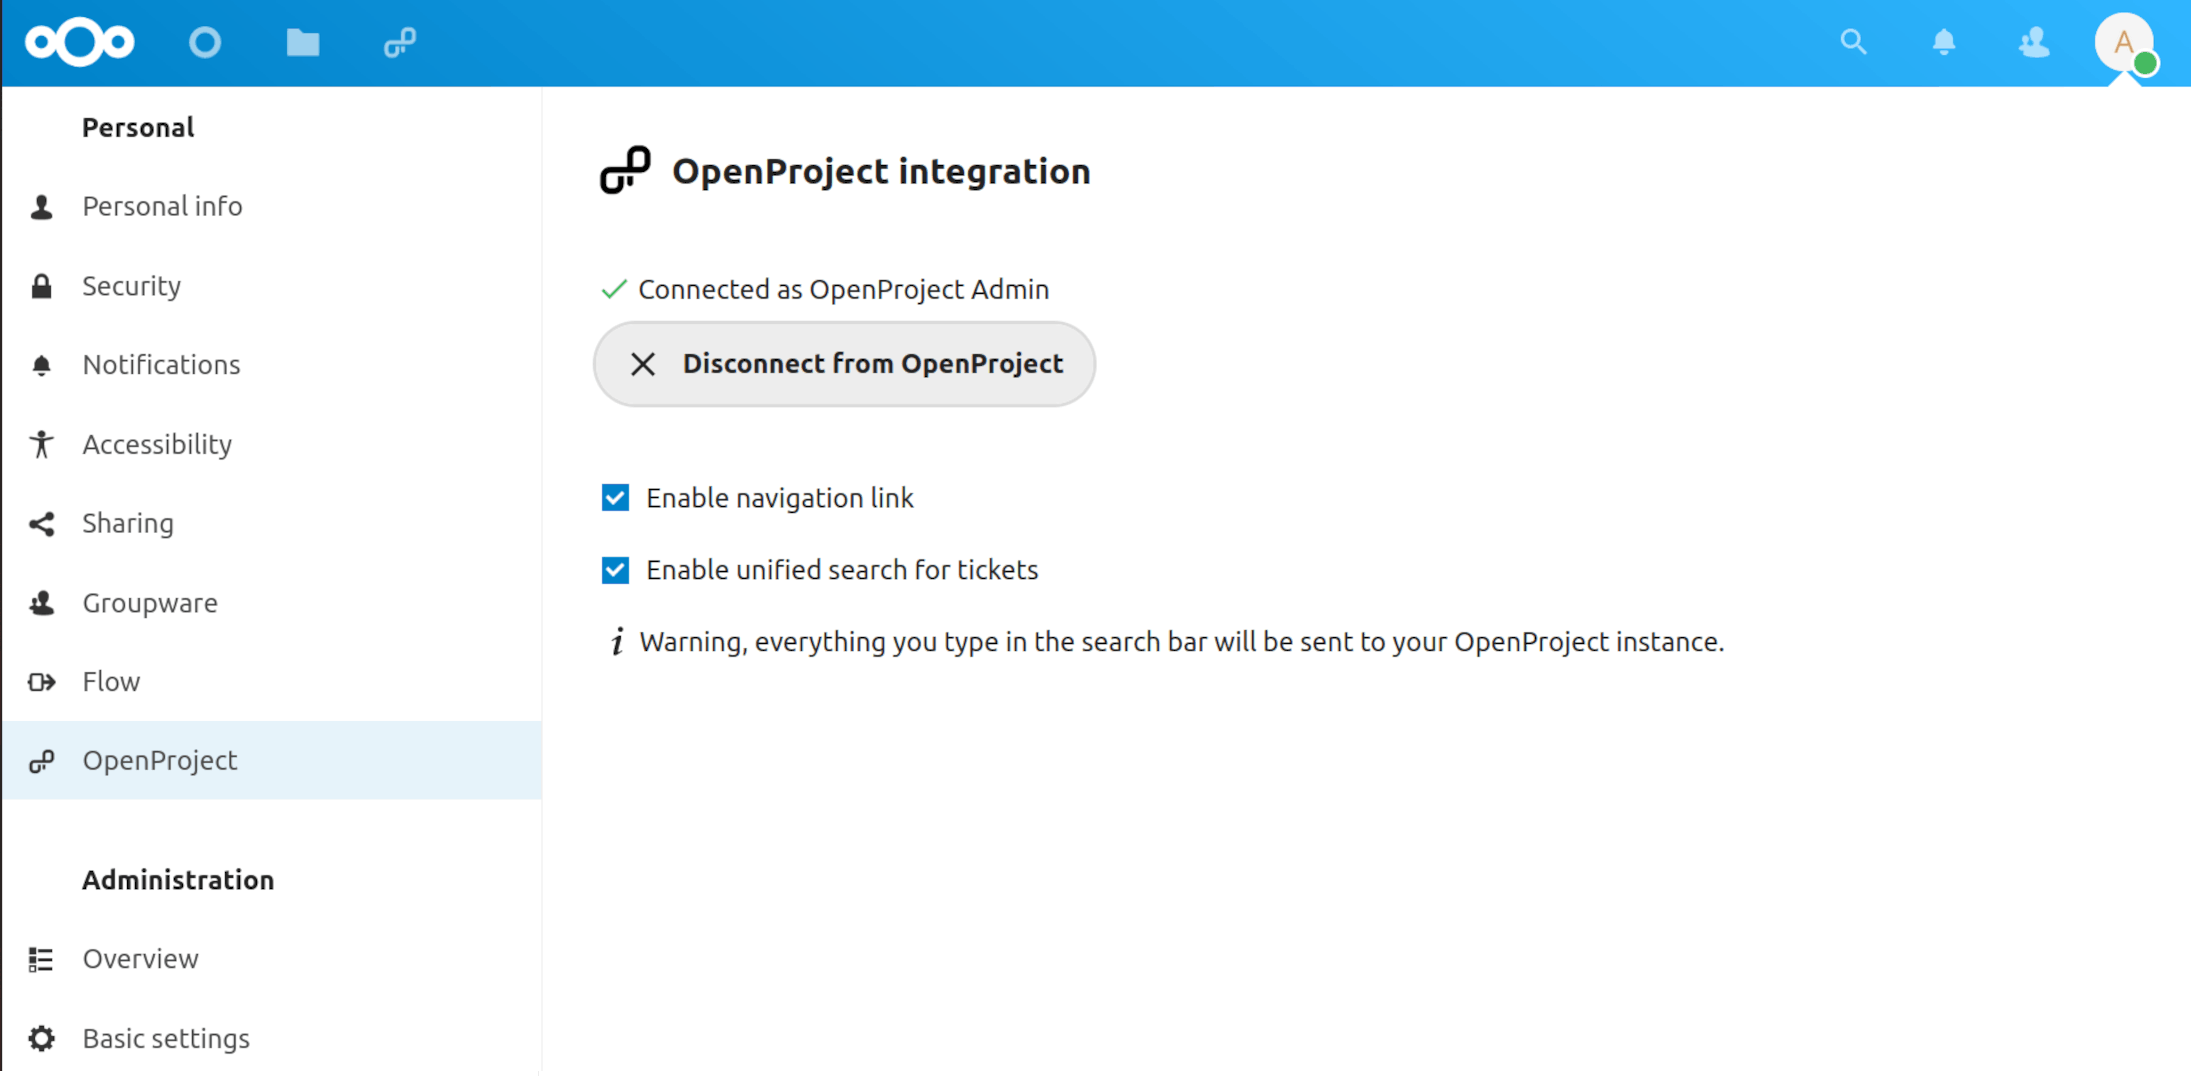 A
Personal
Personal info
Security
Notifications
Accessibility
Sharing
Groupware
Flow
OpenProject
Administration
Overview
Basic settings
OpenProject integration
Connected as OpenProject Admin
Disconnect from OpenProject
Enable navigation link
Enable unified search for tickets
Warning, everything you type in the search bar will be sent to your OpenProject instance.